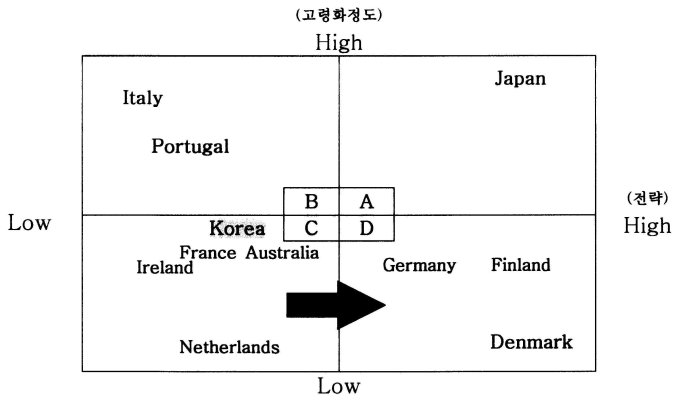 (고령화정도)
High
Japan
Italy
Portugal
B A
(전략)
Low
High
Korea C D
France Australia
Ireland
Germany Finland
Netherlands
Denmark
Low